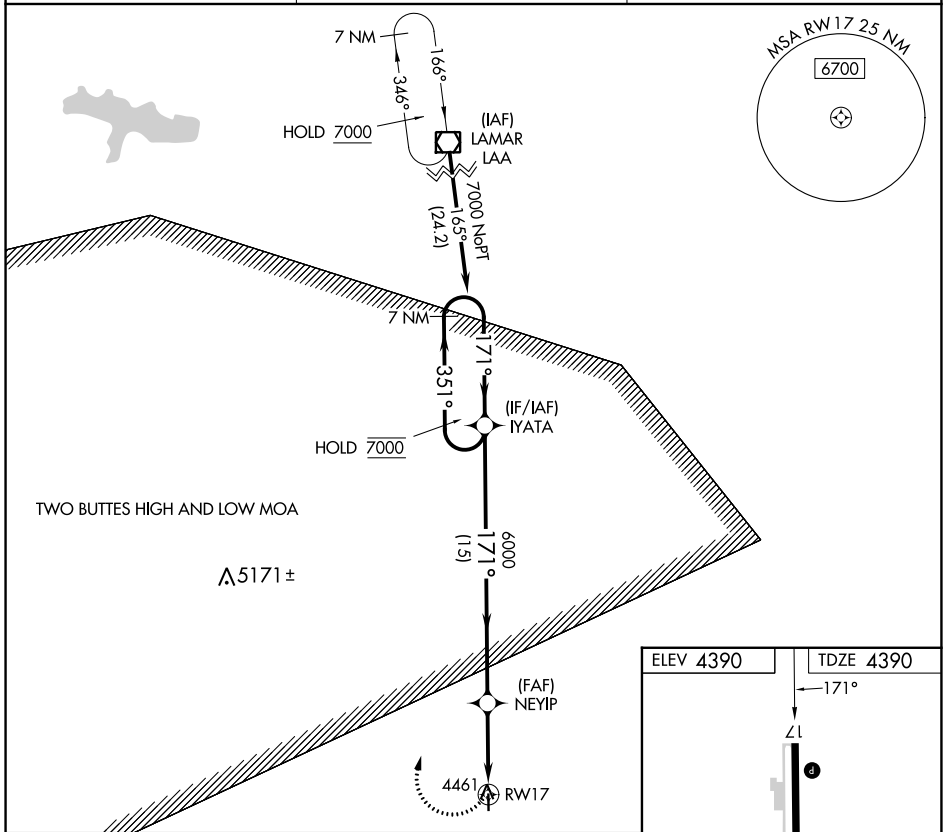 MSA RW17 25 NM
6700
7 NM
346°
166°
HOLD 7000
(IAF)
LAMAR
LAA
7000 NoPT
165°
(24.2)
7 NM
351°
171°
(IF/IAF)
IYATA
HOLD 7000
TWO BUTTES HIGH AND LOW MOA
5171±
6000
171°
(15)
(FAF)
NEYIP
4461
RW17
ELEV 4390
TDZE 4390
171°
17
P